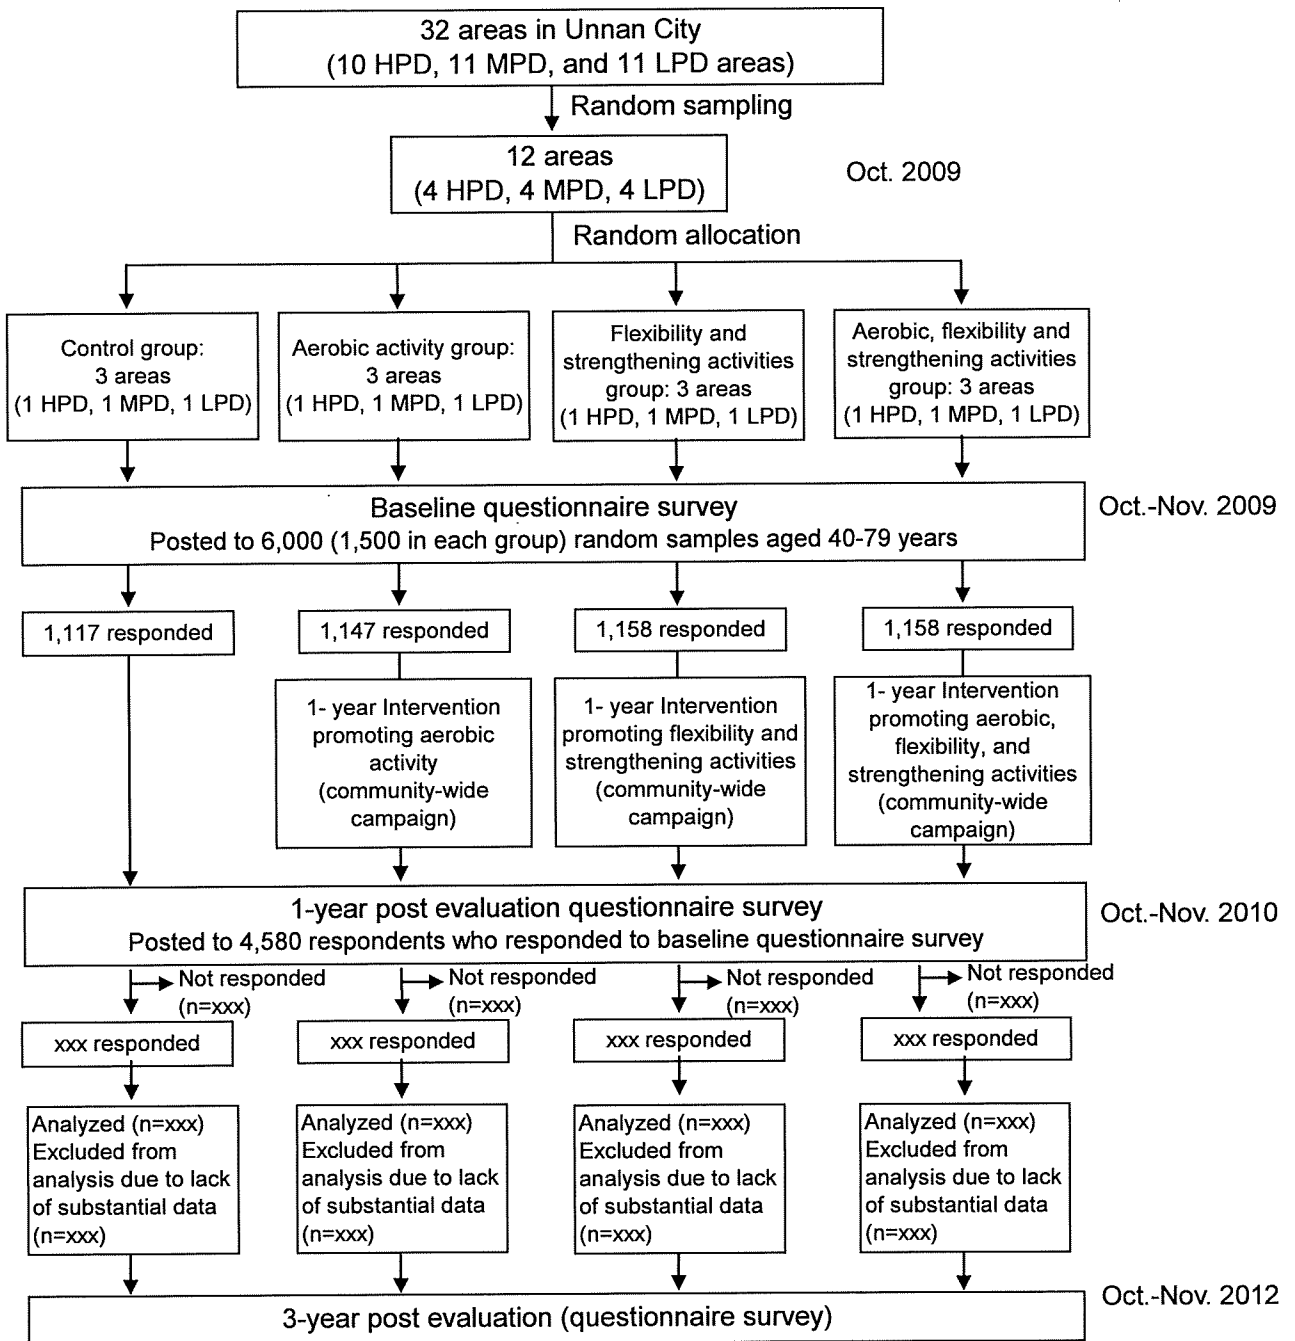 32 areas in Unnan City
(10 HPD, 11 MPD, and 11 LPD areas)
Random sampling
12 areas
(4 HPD, 4 MPD, 4 LPD)
Oct. 2009
Random allocation
Control group:
3 areas
(1 HPD, 1 MPD, 1 LPD)
Aerobic activity group:
3 areas
(1 HPD, 1 MPD, 1 LPD)
Flexibility and
strengthening activities
group: 3 areas
(1 HPD, 1 MPD, 1 LPD)
Aerobic, flexibility and
strengthening activities
group: 3 areas
(1 HPD, 1 MPD, 1 LPD)
Baseline questionnaire survey
Posted to 6,000 (1,500 in each group) random samples aged 40-79 years
Oct.-Nov. 2009
1,117 responded
1,147 responded
1,158 responded
1,158 responded
1- year Intervention
promoting aerobic
activity
(community-wide
campaign)
1- year Intervention
promoting flexibility and
strengthening activities
(community-wide
campaign)
1- year Intervention
promoting aerobic,
flexibility, and
strengthening activities
(community-wide
campaign)
1-year post evaluation questionnaire survey
Posted to 4,580 respondents who responded to baseline questionnaire survey
Oct.-Nov. 2010
Not responded
(n=xxx)
Not responded
(n=xxx)
Not responded
(n=xxx)
Not responded
(n=xxx)
xxx responded
xxx responded
xxx responded
xxx responded
Analyzed (n=xxx)
Excluded from
analysis due to lack
of substantial data
(n=xxx)
Analyzed (n=xxx)
Excluded from
analysis due to lack
of substantial data
(n=xxx)
Analyzed (n=xxx)
Excluded from
analysis due to lack
of substantial data
(n=xxx)
Analyzed (n=xxx)
Excluded from
analysis due to lack
of substantial data
(n=xxx)
3-year post evaluation (questionnaire survey)
Oct.-Nov. 2012